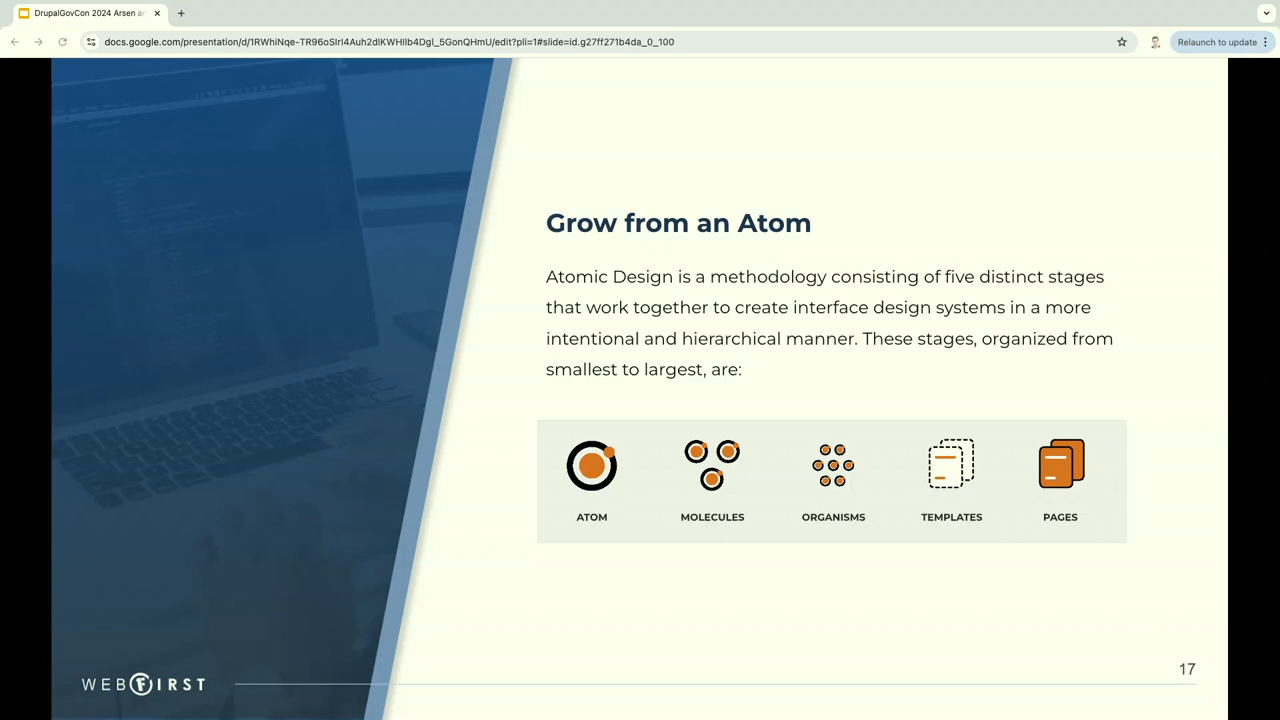 DrupalGovCon 2024 Arsen ar
docs.google.com/presentation/d/1RWhiNqe-TR96oSIrI4Auh2dlKWHIlb4Dgl_5GonQHmU/edit?pli=1#slide=id.g27ff271b4da_0_100
Relaunch to update
Grow from an Atom
Atomic Design is a methodology consisting of five distinct stages
that work together to create interface design systems in a more
intentional and hierarchical manner. These stages, organized from
smallest to largest, are:
ATOM MOLECULES ORGANISMS TEMPLATES PAGES
17
WEBFIRST